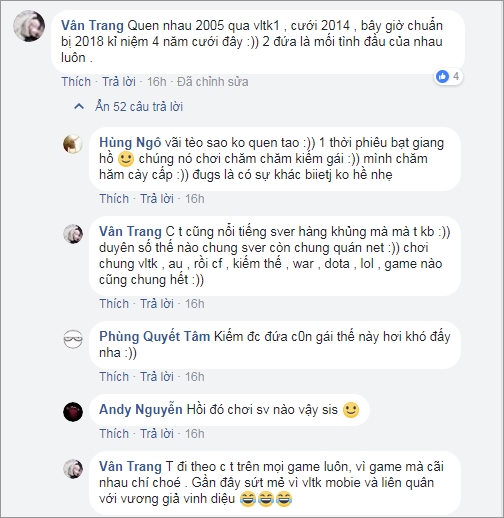 Vân Trang Quen nhau 2005 qua vltk1 , cưới 2014 , bây giờ chuẩn
bị 2018 kỉ niệm 4 năm cưới đây :)) 2 đứa là mối tình đầu của nhau
luôn .
4
Thích · Trả lời · 16h · Đã chỉnh sửa
Ẩn 52 câu trả lời
Hùng Ngô vãi tèo sao ko quen tao :)) 1 thời phiêu bạt giang
hồ chúng nó chơi chăm chăm kiếm gái :)) mình chăm
hăm cày cấp :)) đugs là có sự khác biietj ko hề nhẹ
Thích · Trả lời · 16h
Vân Trang C t cũng nổi tiếng sver hàng khủng mà mà t kb :))
duyên số thế nào chung sver còn chung quán net :)) chơi
chung vltk , au , rồi cf , kiếm thế , war , dota , lol , game nào
cũng chung hết :))
Thích · Trả lời · 16h
Phùng Quyết Tâm Kiếm đc đứa c0n gái thế này hơi khó đấy
nha :))
Thích · Trả lời · 16h
Andy Nguyễn Hồi đó chơi sv nào vậy sis
Thích · Trả lời · 16h
Vân Trang T đi theo c t trên mọi game luôn, vì game mà cãi
nhau chí choé . Gần đây sứt mẻ vì vltk mobie và liên quân
với vương giả vinh diệu